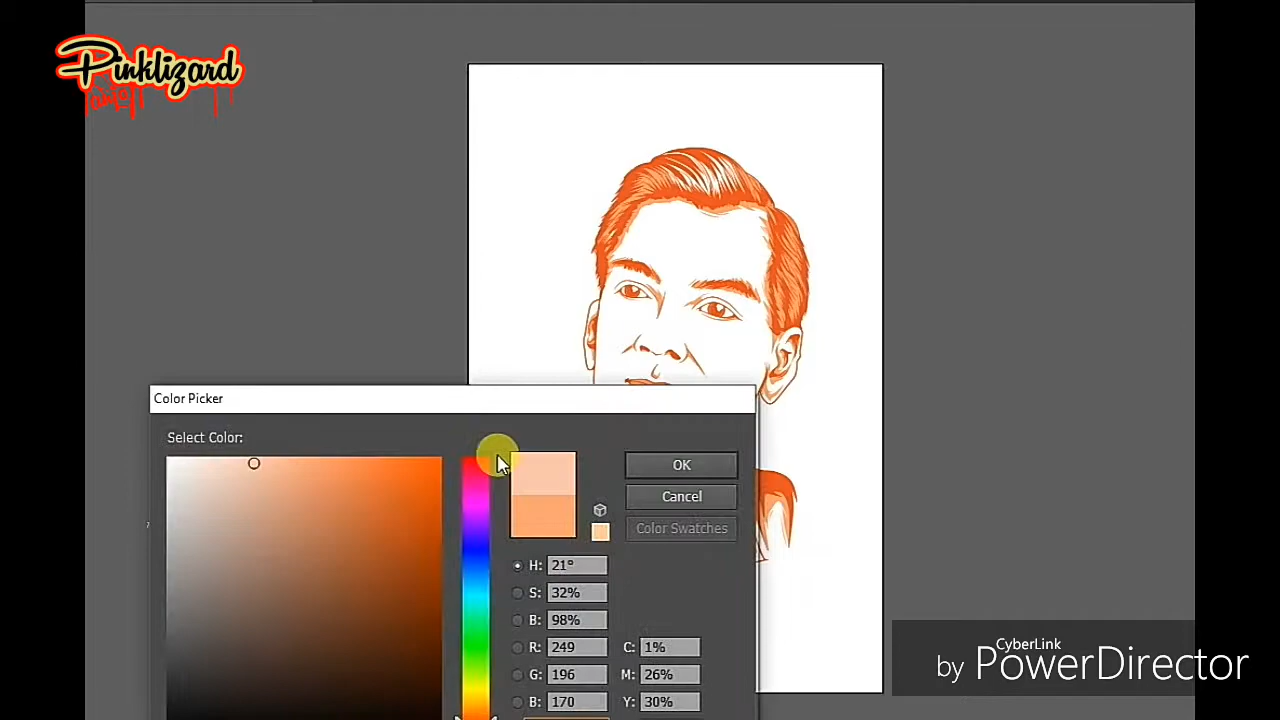 Pinklizard
Color Picker
Select Color:
OK
Cancel
Color Swatches
H: 21°
S: 32%
B: 98%
R: 249 C: 1%
G: 196 M: 26%
B: 170 Y: 30%
CyberLink
by PowerDirector